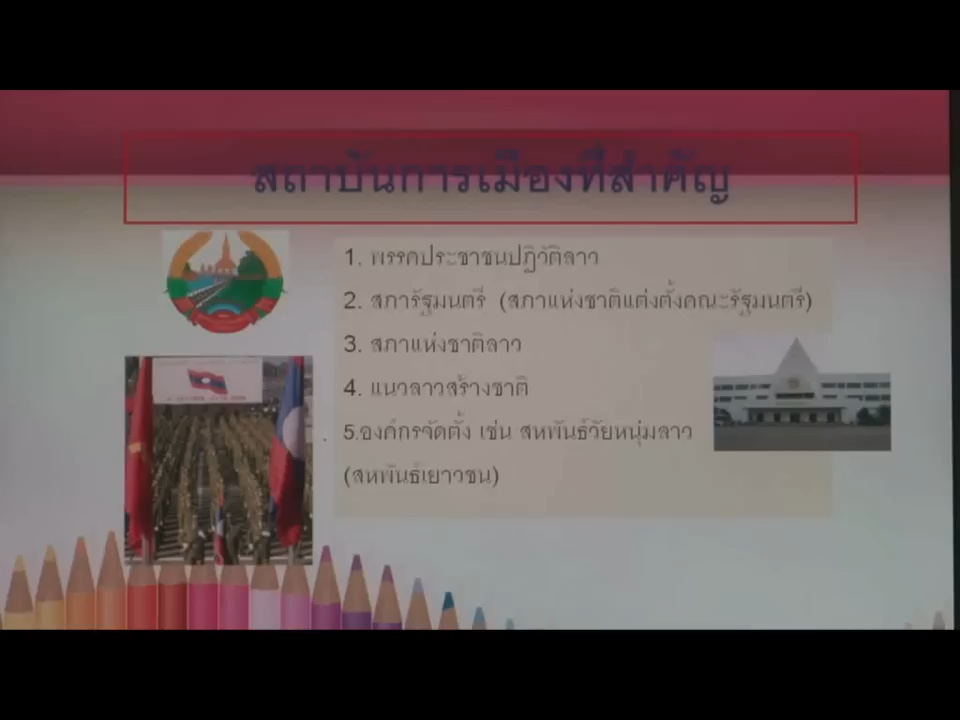 สถาบันการเมืองที่สำคัญ
1. พรรคประชาชนปฏิวัติลาว
2. สภารัฐมนตรี (สภาแห่งชาติแต่งตั้งคณะรัฐมนตรี)
3. สภาแห่งชาติลาว
4. แนวลาวสร้างชาติ
5.องค์กรจัดตั้ง เช่น สหพันธ์วัยหนุ่มลาว
(สหพันธ์เยาวชน)